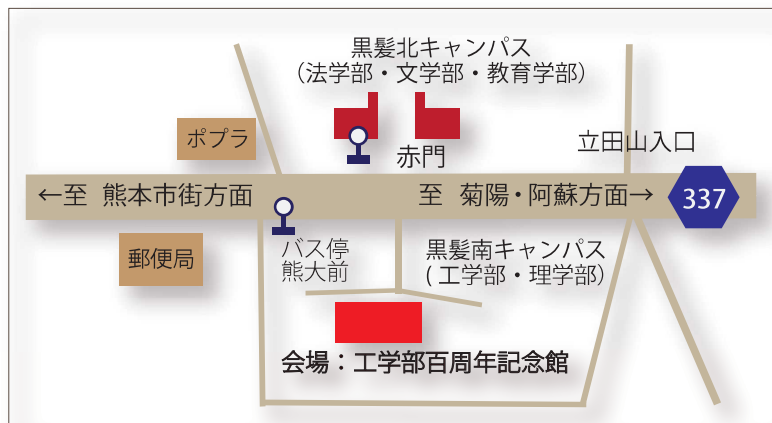 黒髪北キャンパス
（法学部・文学部・教育学部）
ポプラ
赤門
立田山入口
←至 熊本市街方面
至 菊陽・阿蘇方面→
337
郵便局
バス停
熊大前
黒髪南キャンパス
( 工学部・理学部）
会場：工学部百周年記念館